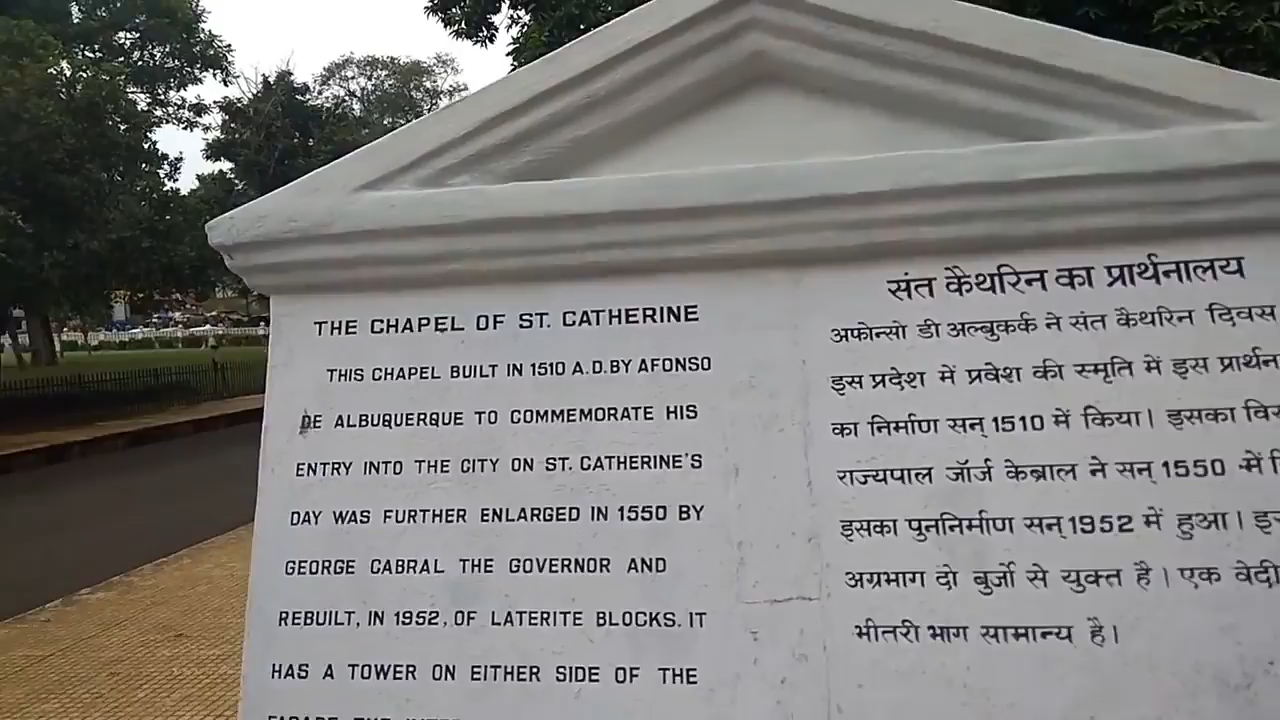 THE CHAPEL OF ST. CATHERINE
THIS CHAPEL BUILT IN 1510 A.D. BY AFONSO
DE ALBUQUERQUE TO COMMEMORATE HIS
ENTRY INTO THE CITY ON ST. CATHERINE'S
DAY WAS FURTHER ENLARGED IN 1550 BY
GEORGE CABRAL THE GOVERNOR AND
REBUILT, IN 1952, OF LATERITE BLOCKS. IT
HAS A TOWER ON EITHER SIDE OF THE
संत कैथरिन का प्रार्थनालय
अफोन्सो डी अल्बुकर्क ने संत कैथरिन दिवस
इस प्रदेश में प्रवेश की स्मृति में इस
का निर्माण सन् 1510 में किया। इसका
राज्यपाल जॉर्ज केब्राल ने सन् 1550 में
इसका पुननिर्माण सन् 1952 में हुआ।
अग्रभाग दो बुर्जो से युक्त है। एक वेदी
भीतरी भाग सामान्य है।